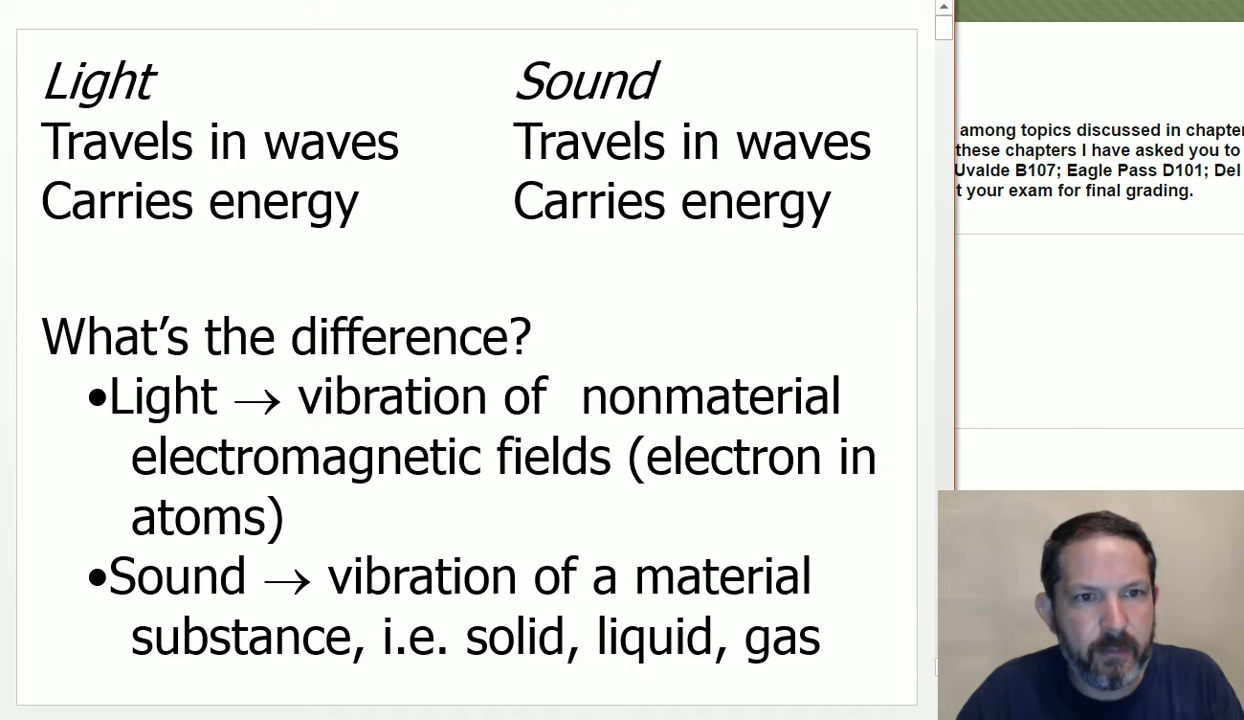 Light
Travels in waves
Carries energy
Sound
Travels in waves
Carries energy
What's the difference?
•Light → vibration of nonmaterial
electromagnetic fields (electron in
atoms)
•Sound → vibration of a material
substance, i.e. solid, liquid, gas
among topics discussed in chapter
these chapters I have asked you to
Uvalde B107; Eagle Pass D101; Del
t your exam for final grading.